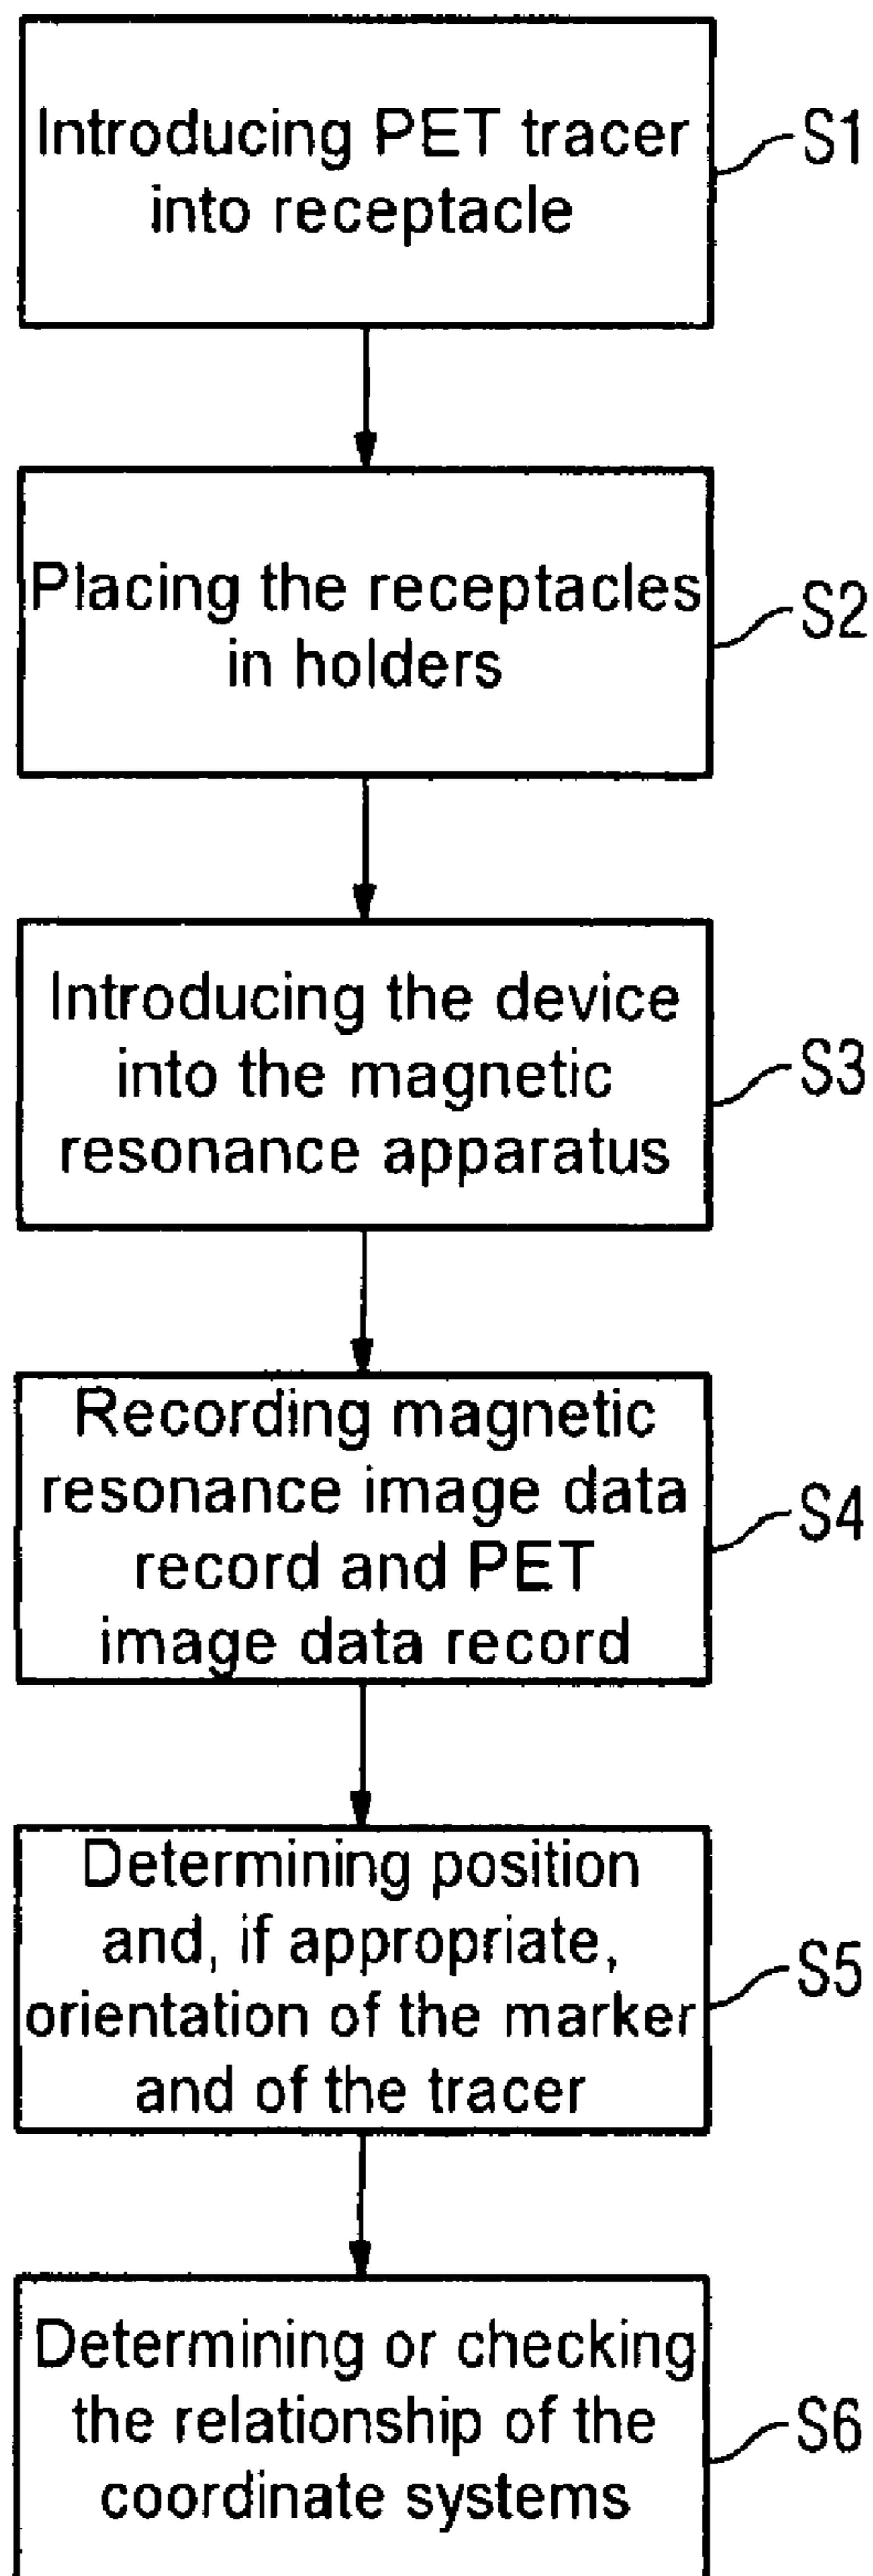 Introducing PET tracer
into receptacle
S1
Placing the receptacles
in holders
S2
Introducing the device
into the magnetic
resonance apparatus
S3
Recording magnetic
resonance image data
record and PET
image data record
S4
Determining position
and, if appropriate,
orientation of the marker
and of the tracer
S5
Determining or checking
the relationship of the
coordinate systems
S6